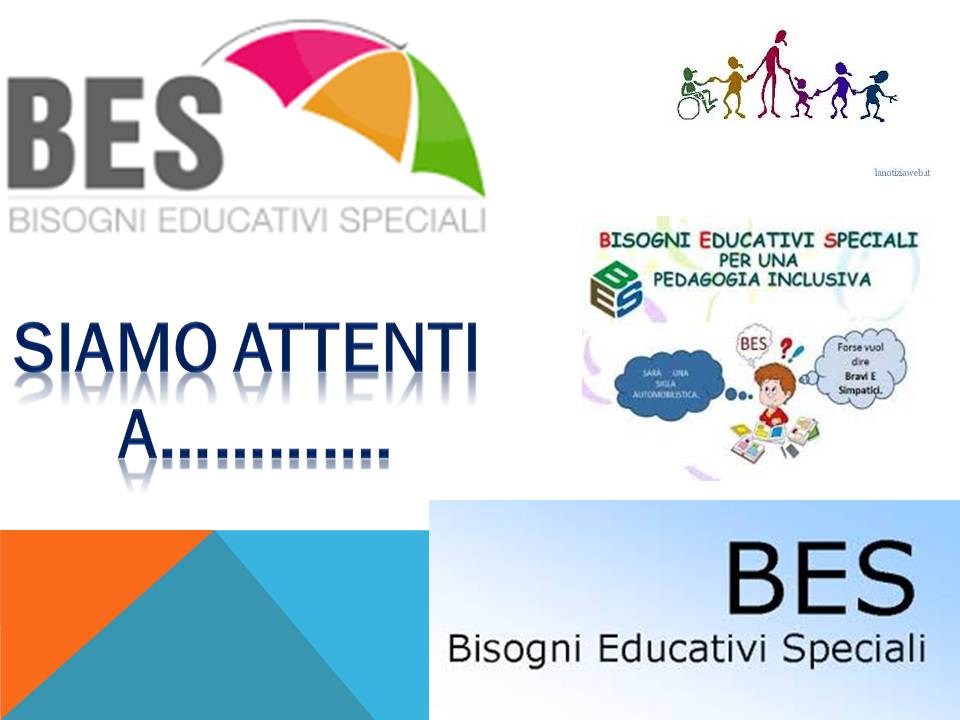 BES
BISOGNI EDUCATIVI SPECIALI
lanotiziaweb.it
BISOGNI EDUCATIVI SPECIALI
PER UNA
PEDAGOGIA INCLUSIVA
BES
BES
SARÀ UNA
SIGLA
AUTOMOBILISTICA.
Forse vuol
dire
Bravi E
Simpatici.
SIAMO ATTENTI
A.............
BES
Bisogni Educativi Speciali